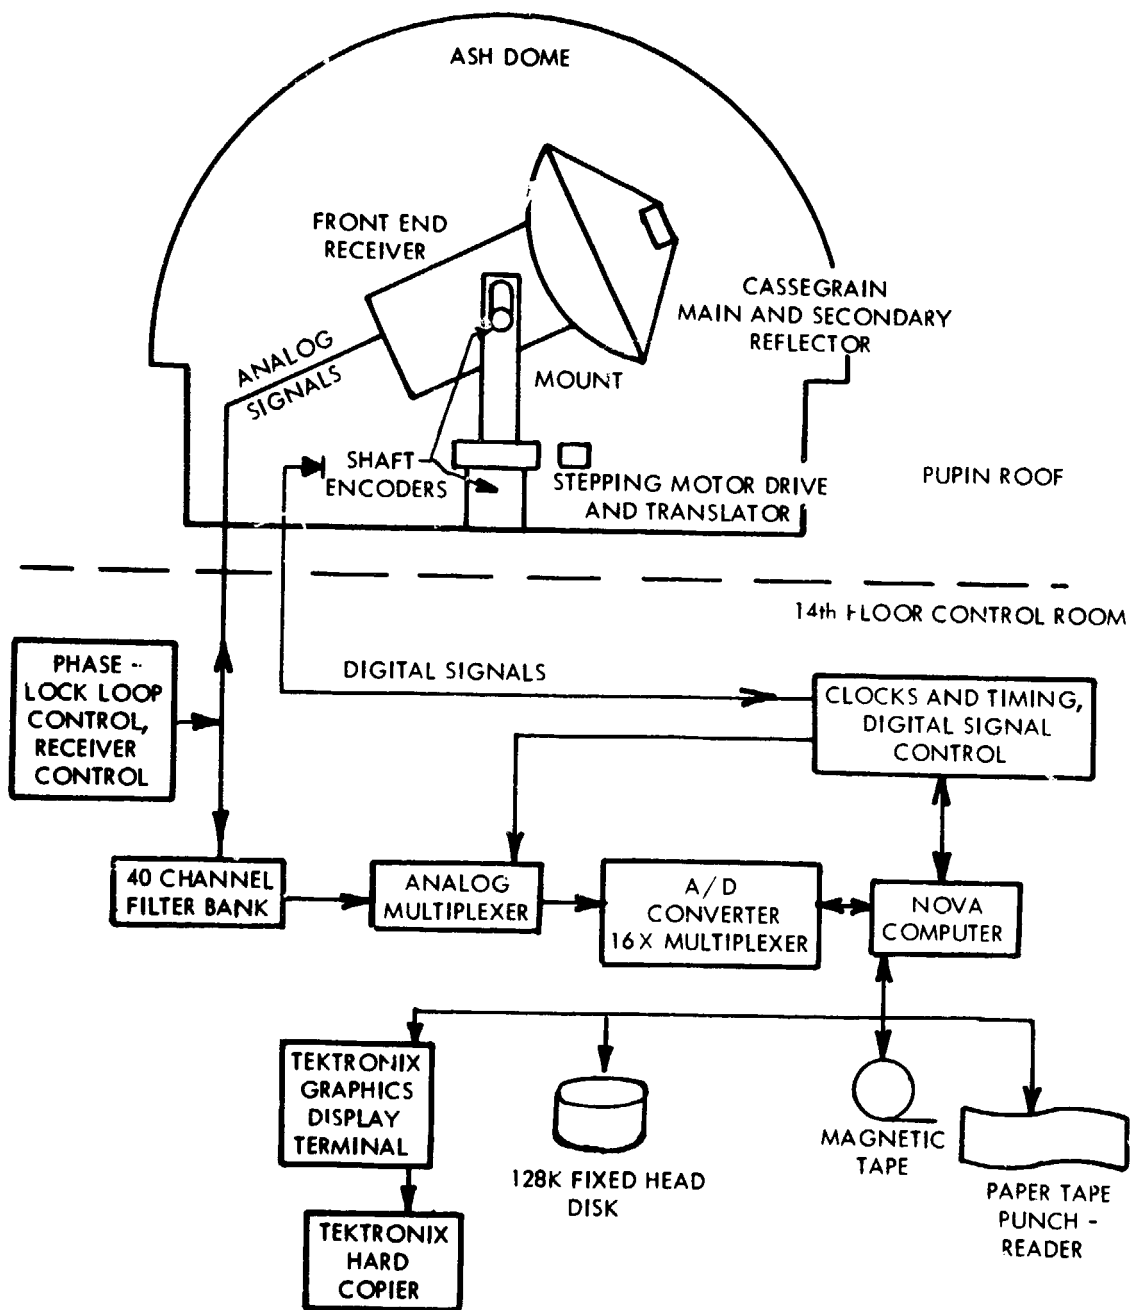 ASH DOME
FRONT END
RECEIVER
CASSEGRAIN
MAIN AND SECONDARY
REFLECTOR
ANALOG
SIGNALS
MOUNT
SHAFT
ENCODERS
STEPPING MOTOR DRIVE
AND TRANSLATOR
PUPIN ROOF
14th FLOOR CONTROL ROOM
PHASE -
LOCK LOOP
CONTROL,
RECEIVER
CONTROL
DIGITAL SIGNALS
CLOCKS AND TIMING,
DIGITAL SIGNAL
CONTROL
40 CHANNEL
FILTER BANK
ANALOG
MULTIPLEXER
A/D
CONVERTER
16X MULTIPLEXER
NOVA
COMPUTER
TEKTRONIX
GRAPHICS
DISPLAY
TERMINAL
128K FIXED HEAD
DISK
MAGNETIC
TAPE
PAPER TAPE
PUNCH -
READER
TEKTRONIX
HARD
COPIER